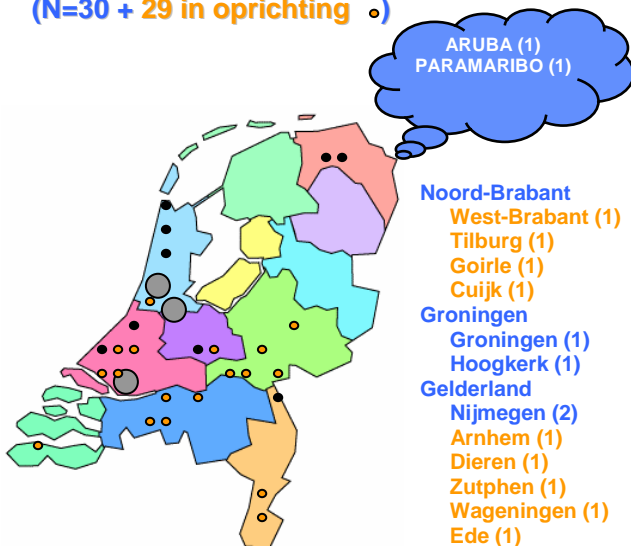 (N=30 + 29 in oprichting )
ARUBA (1)
PARAMARIBO (1)
Noord-Brabant
West-Brabant (1)
Tilburg (1)
Goirle (1)
Cuijk (1)
Groningen
Groningen (1)
Hoogkerk (1)
Gelderland
Nijmegen (2)
Arnhem (1)
Dieren (1)
Zutphen (1)
Wageningen (1)
Ede (1)